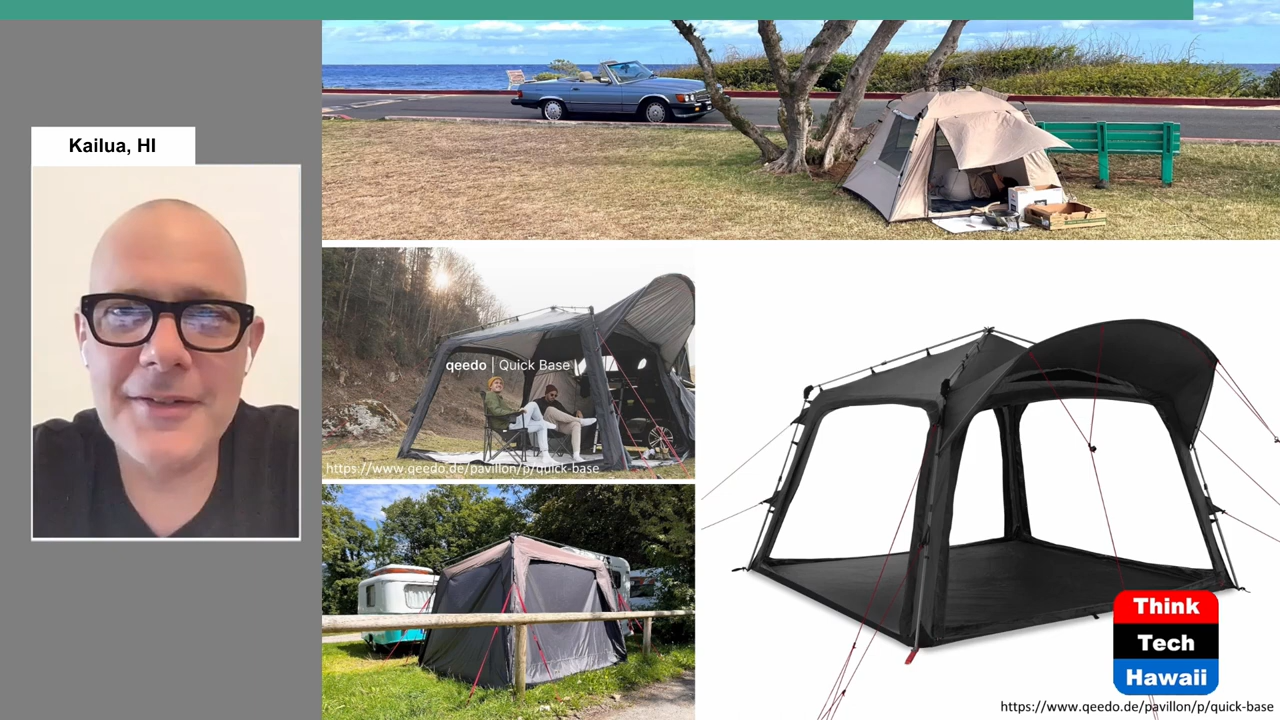 Kailua, HI
qeedo | Quick Base
https://www.qeedo.de/pavillon/p/quick-base
Think
Tech
Hawaii
https://www.qeedo.de/pavillon/p/quick-base